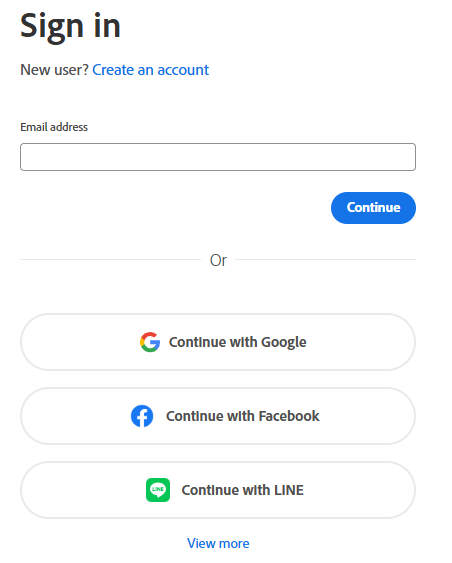 Sign in
New user? Create an account
Email address
Continue
Or
Continue with Google
Continue with Facebook
LINE
Continue with LINE
View more